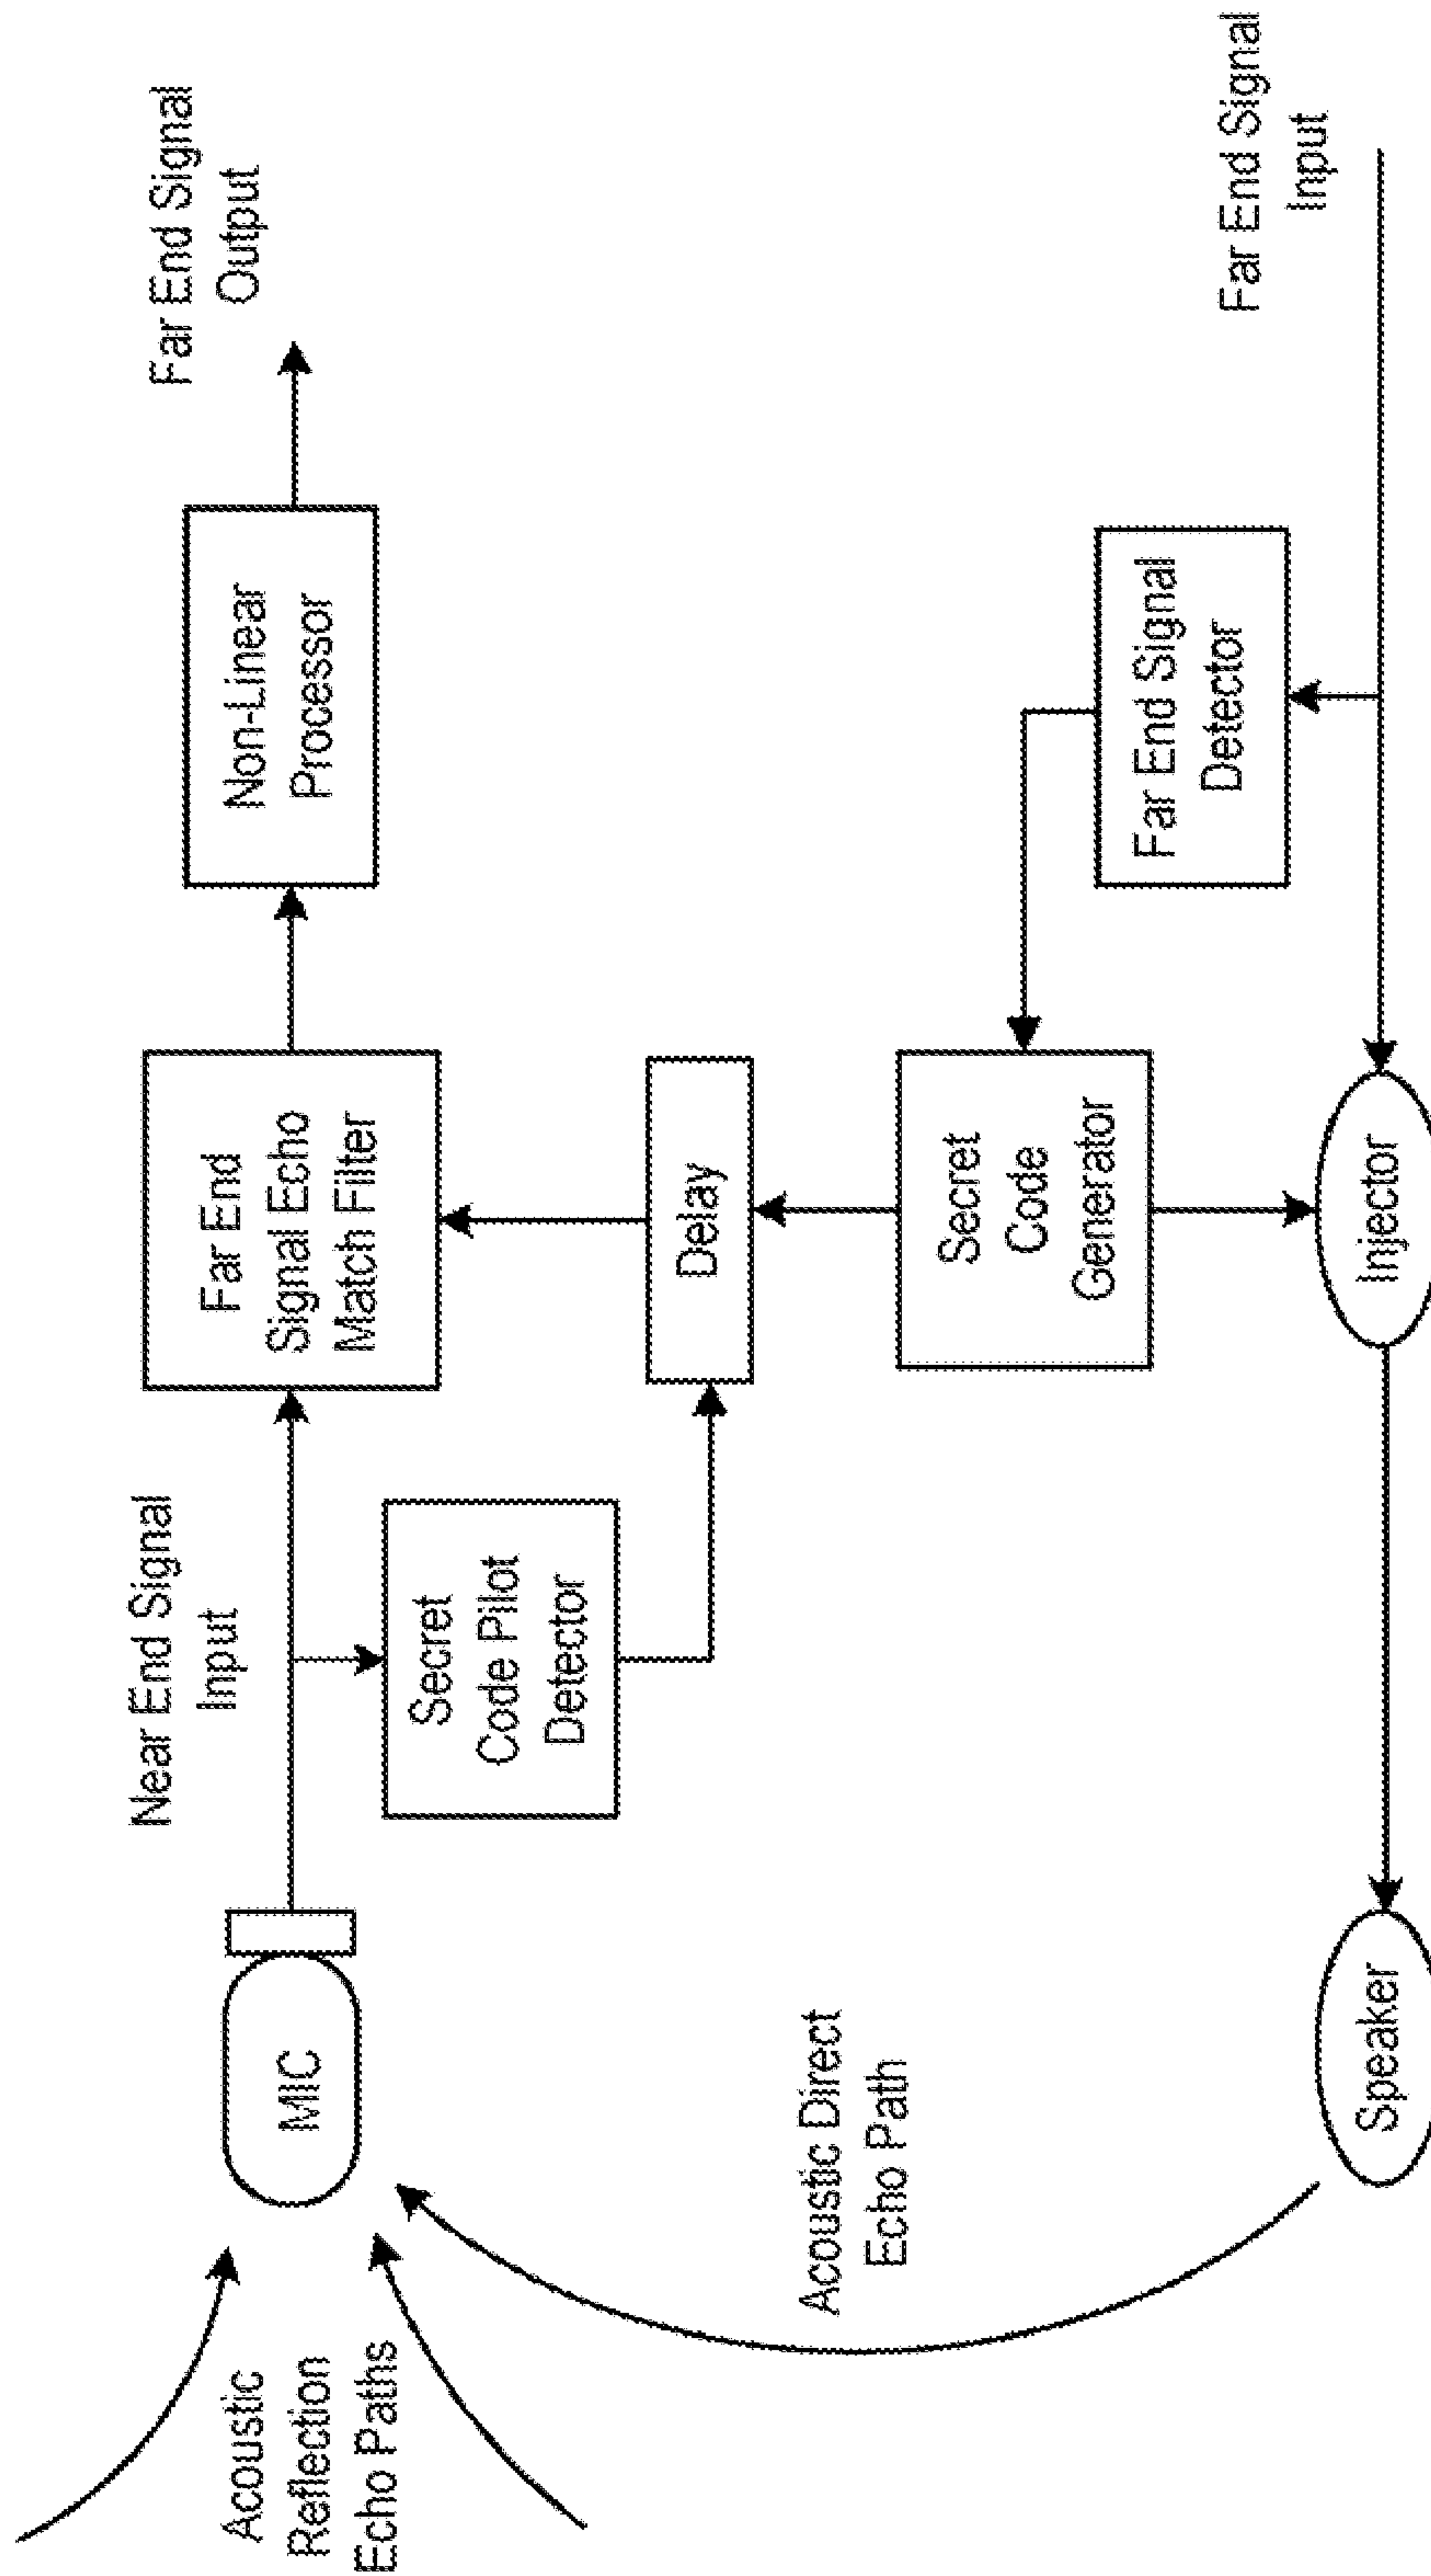 Near End Signal
Input
Far End Signal
Output
MIC
Far End
Signal Echo
Match Filter
Non-Linear
Processor
Acoustic
Reflection
Echo Paths
Secret
Code Pilot
Detector
Delay
Acoustic Direct
Echo Path
Secret
Code
Generator
Far End Signal
Detector
Far End Signal
Input
Speaker
Injector